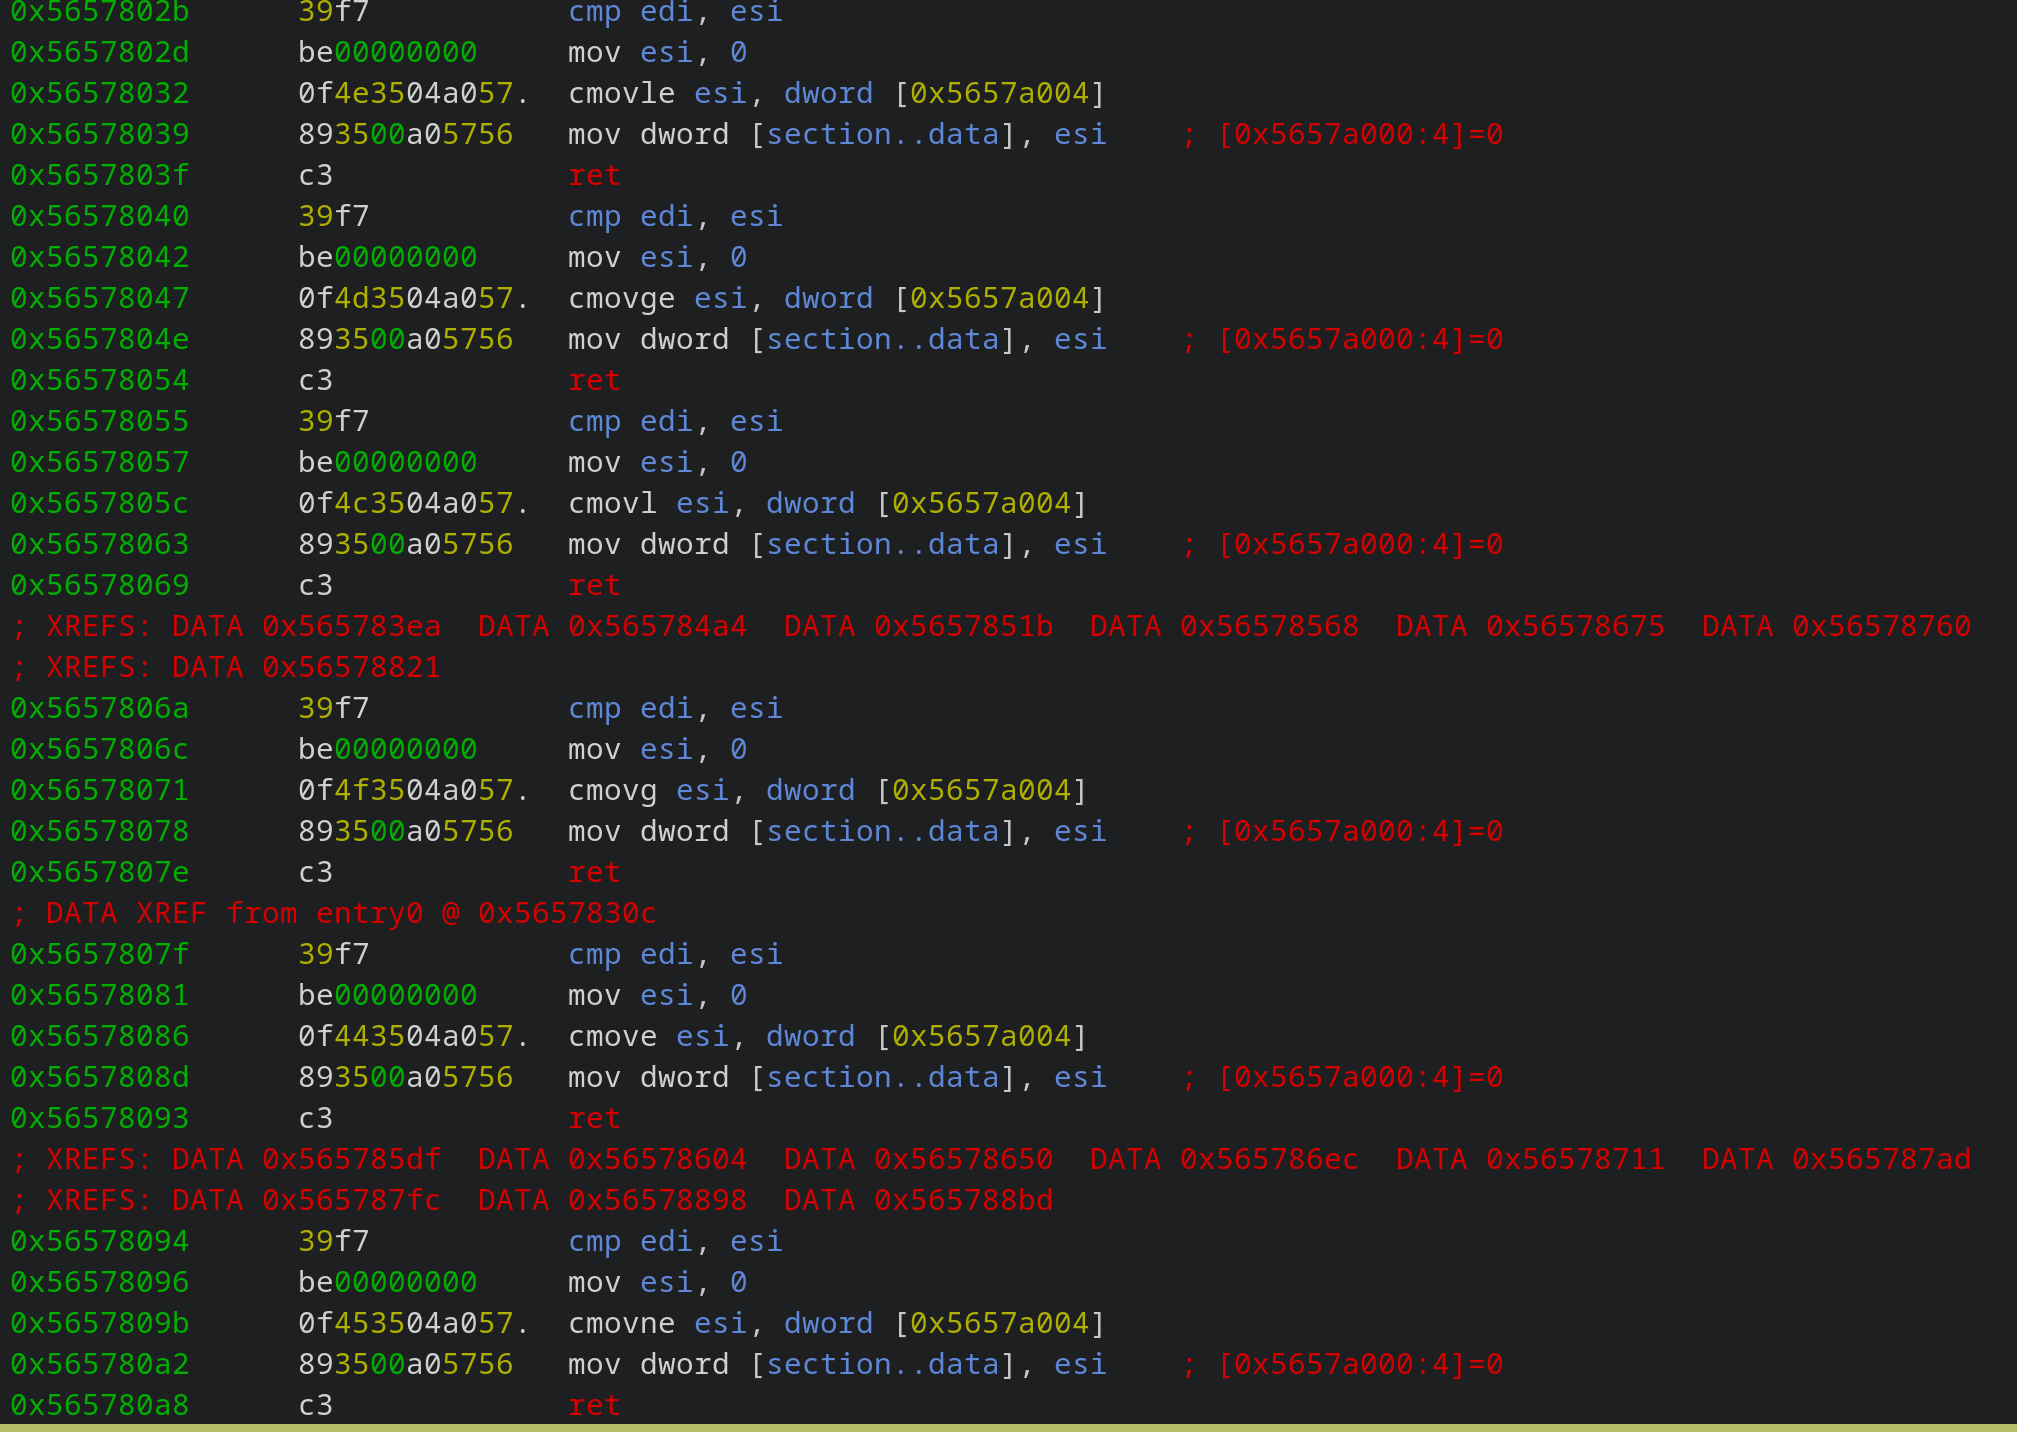 0x5657802b 39f7 cmp edi, esi
0x5657802d be00000000 mov esi, 0
0x56578032 0f4e3504a057. cmovle esi, dword [0x5657a004]
0x56578039 893500a05756 mov dword [section..data], esi ; [0x5657a000:4]=0
0x5657803f c3 ret
0x56578040 39f7 cmp edi, esi
0x56578042 be00000000 mov esi, 0
0x56578047 0f4d3504a057. cmovge esi, dword [0x5657a004]
0x5657804e 893500a05756 mov dword [section..data], esi ; [0x5657a000:4]=0
0x56578054 c3 ret
0x56578055 39f7 cmp edi, esi
0x56578057 be00000000 mov esi, 0
0x5657805c 0f4c3504a057. cmovl esi, dword [0x5657a004]
0x56578063 893500a05756 mov dword [section..data], esi ; [0x5657a000:4]=0
0x56578069 c3 ret
; XREFS: DATA 0x565783ea DATA 0x565784a4 DATA 0x5657851b DATA 0x56578568 DATA 0x56578675 DATA 0x56578760
; XREFS: DATA 0x56578821
0x5657806a 39f7 cmp edi, esi
0x5657806c be00000000 mov esi, 0
0x56578071 0f4f3504a057. cmovg esi, dword [0x5657a004]
0x56578078 893500a05756 mov dword [section..data], esi ; [0x5657a000:4]=0
0x5657807e c3 ret
; DATA XREF from entry0 @ 0x5657830c
0x5657807f 39f7 cmp edi, esi
0x56578081 be00000000 mov esi, 0
0x56578086 0f443504a057. cmove esi, dword [0x5657a004]
0x5657808d 893500a05756 mov dword [section..data], esi ; [0x5657a000:4]=0
0x56578093 c3 ret
; XREFS: DATA 0x565785df DATA 0x56578604 DATA 0x56578650 DATA 0x565786ec DATA 0x56578711 DATA 0x565787ad
; XREFS: DATA 0x565787fc DATA 0x56578898 DATA 0x565788bd
0x56578094 39f7 cmp edi, esi
0x56578096 be00000000 mov esi, 0
0x5657809b 0f453504a057. cmovne esi, dword [0x5657a004]
0x565780a2 893500a05756 mov dword [section..data], esi ; [0x5657a000:4]=0
0x565780a8 c3 ret